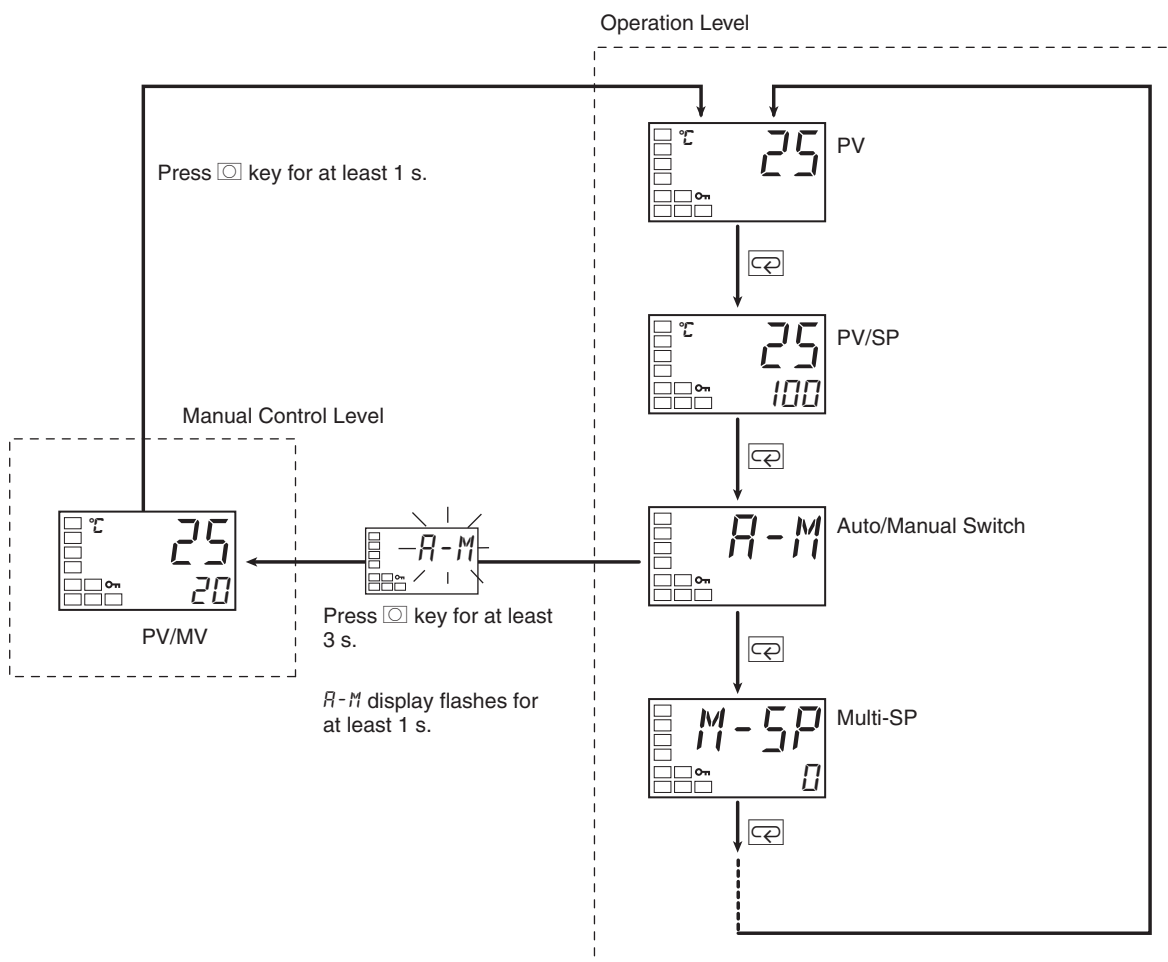 Operation Level
℃ 25
PV
Press key for at least 1 s.
℃ 25
100
PV/SP
Manual Control Level
A-M
Auto/Manual Switch
℃ 25
20
PV/MV
A-M
Press key for at least
3 s.
A-M display flashes for
at least 1 s.
M-SP
0
Multi-SP